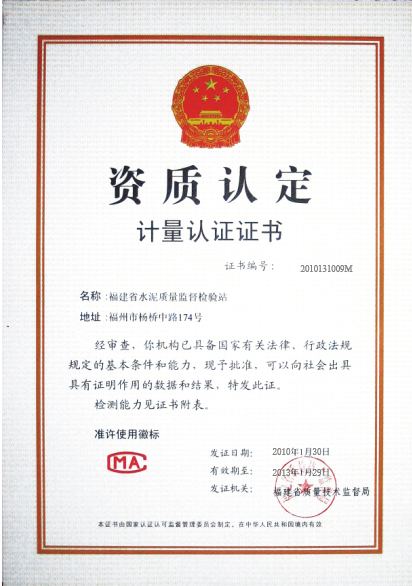 资质认定
计量认证证书
证书编号： 2010131009M
名称：福建省水泥质量监督检验站
地址：福州市杨桥中路174号
经审查，你机构已具备国家有关法律、行政法规
规定的基本条件和能力，现予批准，可以向社会出具
具有证明作用的数据和结果，特发此证。
检测能力见证书附表。
准许使用徽标
MA
发证日期： 2010年1月30日
有效期至： 2013年1月29日
发证机关： 福建省质量技术监督局
本证书由国家认证认可监督管理委员会制定，在中华人民共和国境内有效